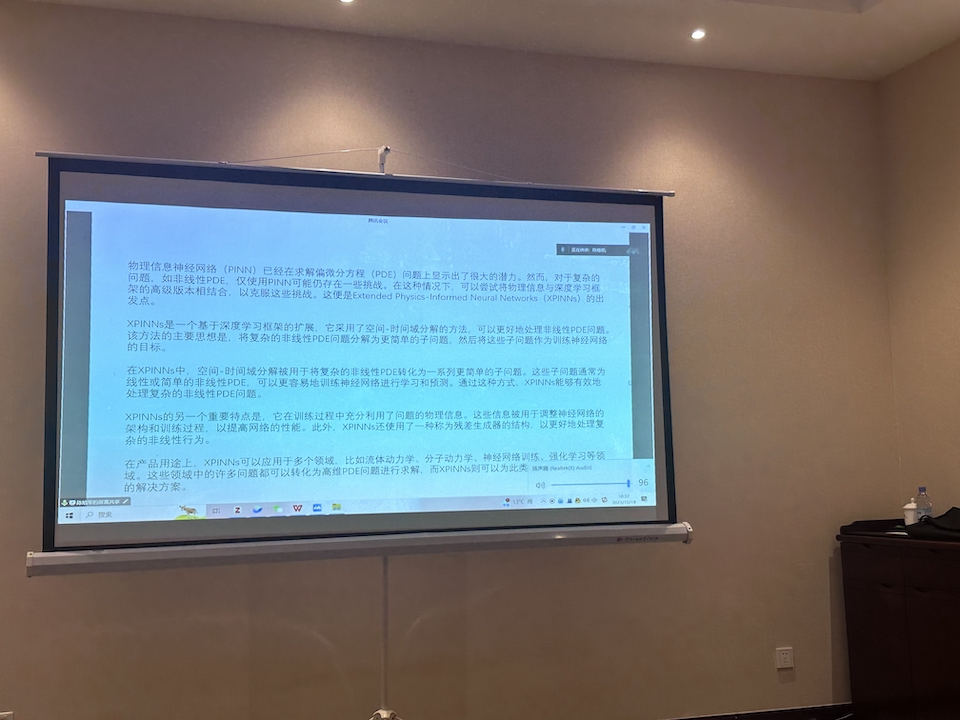 腾讯会议
物理信息神经网络（PINN）已经在求解偏微分方程（PDE）问题上显示出了很大的潜力。然而，对于复杂的
问题，如非线性PDE，仅使用PINN可能仍存在一些挑战。在这种情况下，可以尝试将物理信息与深度学习框
架的高级版本相结合，以克服这些挑战。这便是Extended Physics-Informed Neural Networks（XPINNs）的出
发点。
XPINNs是一个基于深度学习框架的扩展，它采用了空间-时间域分解的方法，可以更好地处理非线性PDE问题。
该方法的主要思想是，将复杂的非线性PDE问题分解为更简单的子问题，然后将这些子问题作为训练神经网络
的目标。
在XPINNs中，空间-时间域分解被用于将复杂的非线性PDE转化为一系列更简单的子问题。这些子问题通常为
线性或简单的非线性PDE，可以更容易地训练神经网络进行学习和预测。通过这种方式，XPINNs能够有效地
处理复杂的非线性PDE问题。
XPINNs的另一个重要特点是，它在训练过程中充分利用了问题的物理信息。这些信息被用于调整神经网络的
架构和训练过程，以提高网络的性能。此外，XPINNs还使用了一种称为残差生成器的结构，以更好地处理复
杂的非线性行为。
在产品用途上，XPINNs可以应用于多个领域，比如流体动力学、分子动力学、神经网络训练、强化学习等领
域。这些领域中的许多问题都可以转化为高维PDE问题进行求解，而XPINNs则可以为此类
的解决方案。
扬声器 (Realtek(R) Audio)
96
的屏幕共享
搜索